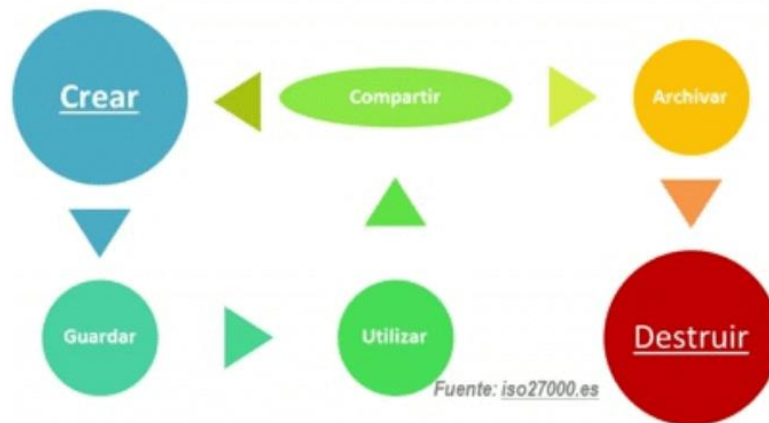 Crear
Compartir
Archivar
Guardar
Utilizar
Destruir
Fuente: iso27000.es